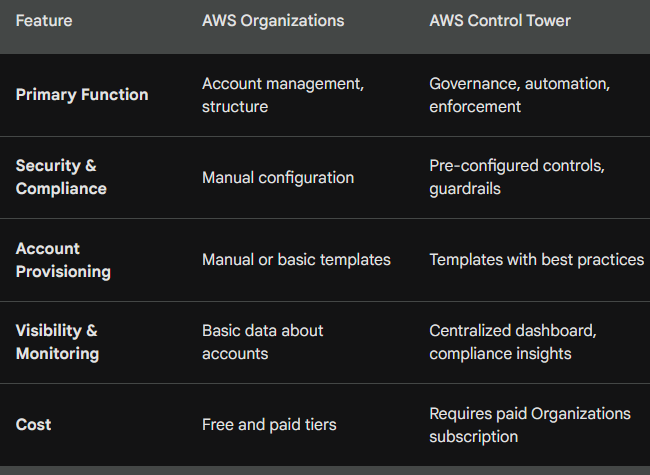 Feature AWS Organizations AWS Control Tower
Primary Function
Account management,
structure
Governance, automation,
enforcement
Security &
Compliance
Manual configuration
Pre-configured controls,
guardrails
Account
Provisioning
Manual or basic templates
Templates with best practices
Visibility &
Monitoring
Basic data about
accounts
Centralized dashboard,
compliance insights
Cost
Free and paid tiers
Requires paid Organizations
subscription